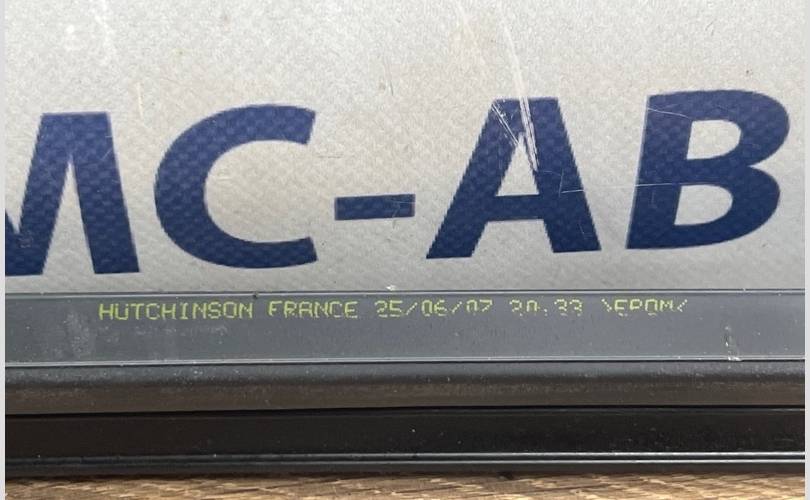 MC-AB
HUTCHINSON FRANCE 25/06/07 20:33 >EPDM<